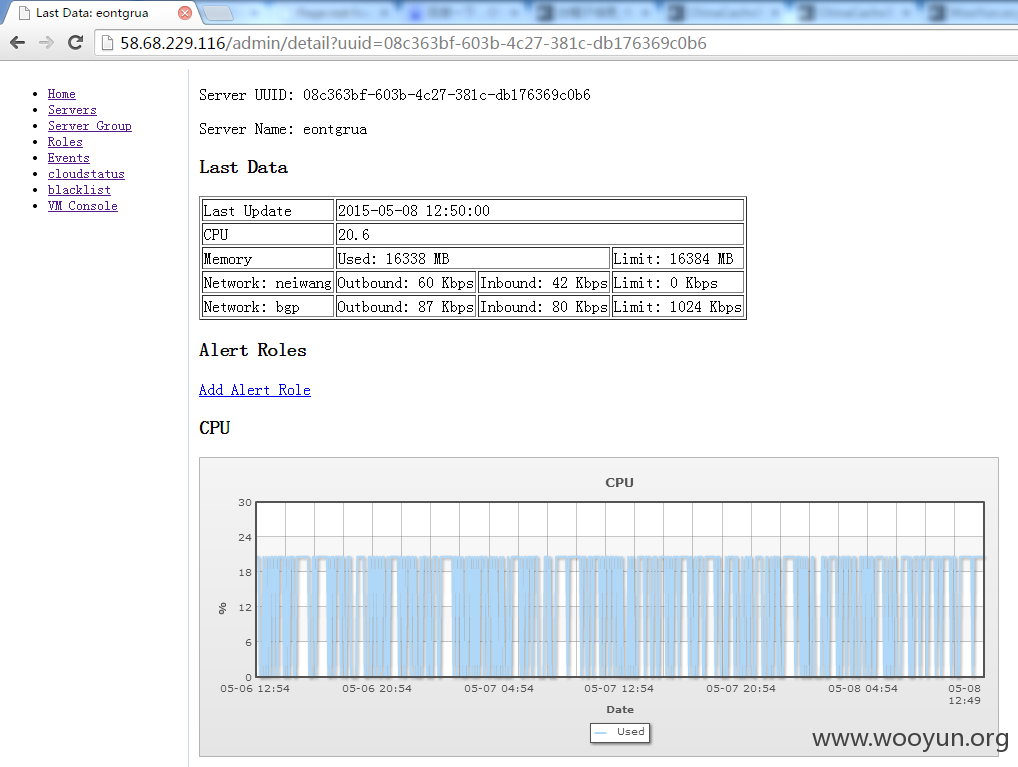 Last Data: eontgrua
58.68.229.116/admin/detail?uuid=08c363bf-603b-4c27-381c-db176369c0b6
Home
Servers
Server Group
Roles
Events
cloudstatus
blacklist
VM Console
Server UUID: 08c363bf-603b-4c27-381c-db176369c0b6
Server Name: eontgrua
Last Data
Last Update 2015-05-08 12:50:00
CPU 20.6
Memory Used: 16338 MB Limit: 16384 MB
Network: neiwang Outbound: 60 Kbps Inbound: 42 Kbps Limit: 0 Kbps
Network: bgp Outbound: 87 Kbps Inbound: 80 Kbps Limit: 1024 Kbps
Alert Roles
Add Alert Role
CPU
CPU
30
24
18
%
12
6
0
05-06 12:54 05-06 20:54 05-07 04:54 05-07 12:54 05-07 20:54 05-08 04:54 05-08
12:49
Date
Used
www.wooyun.org